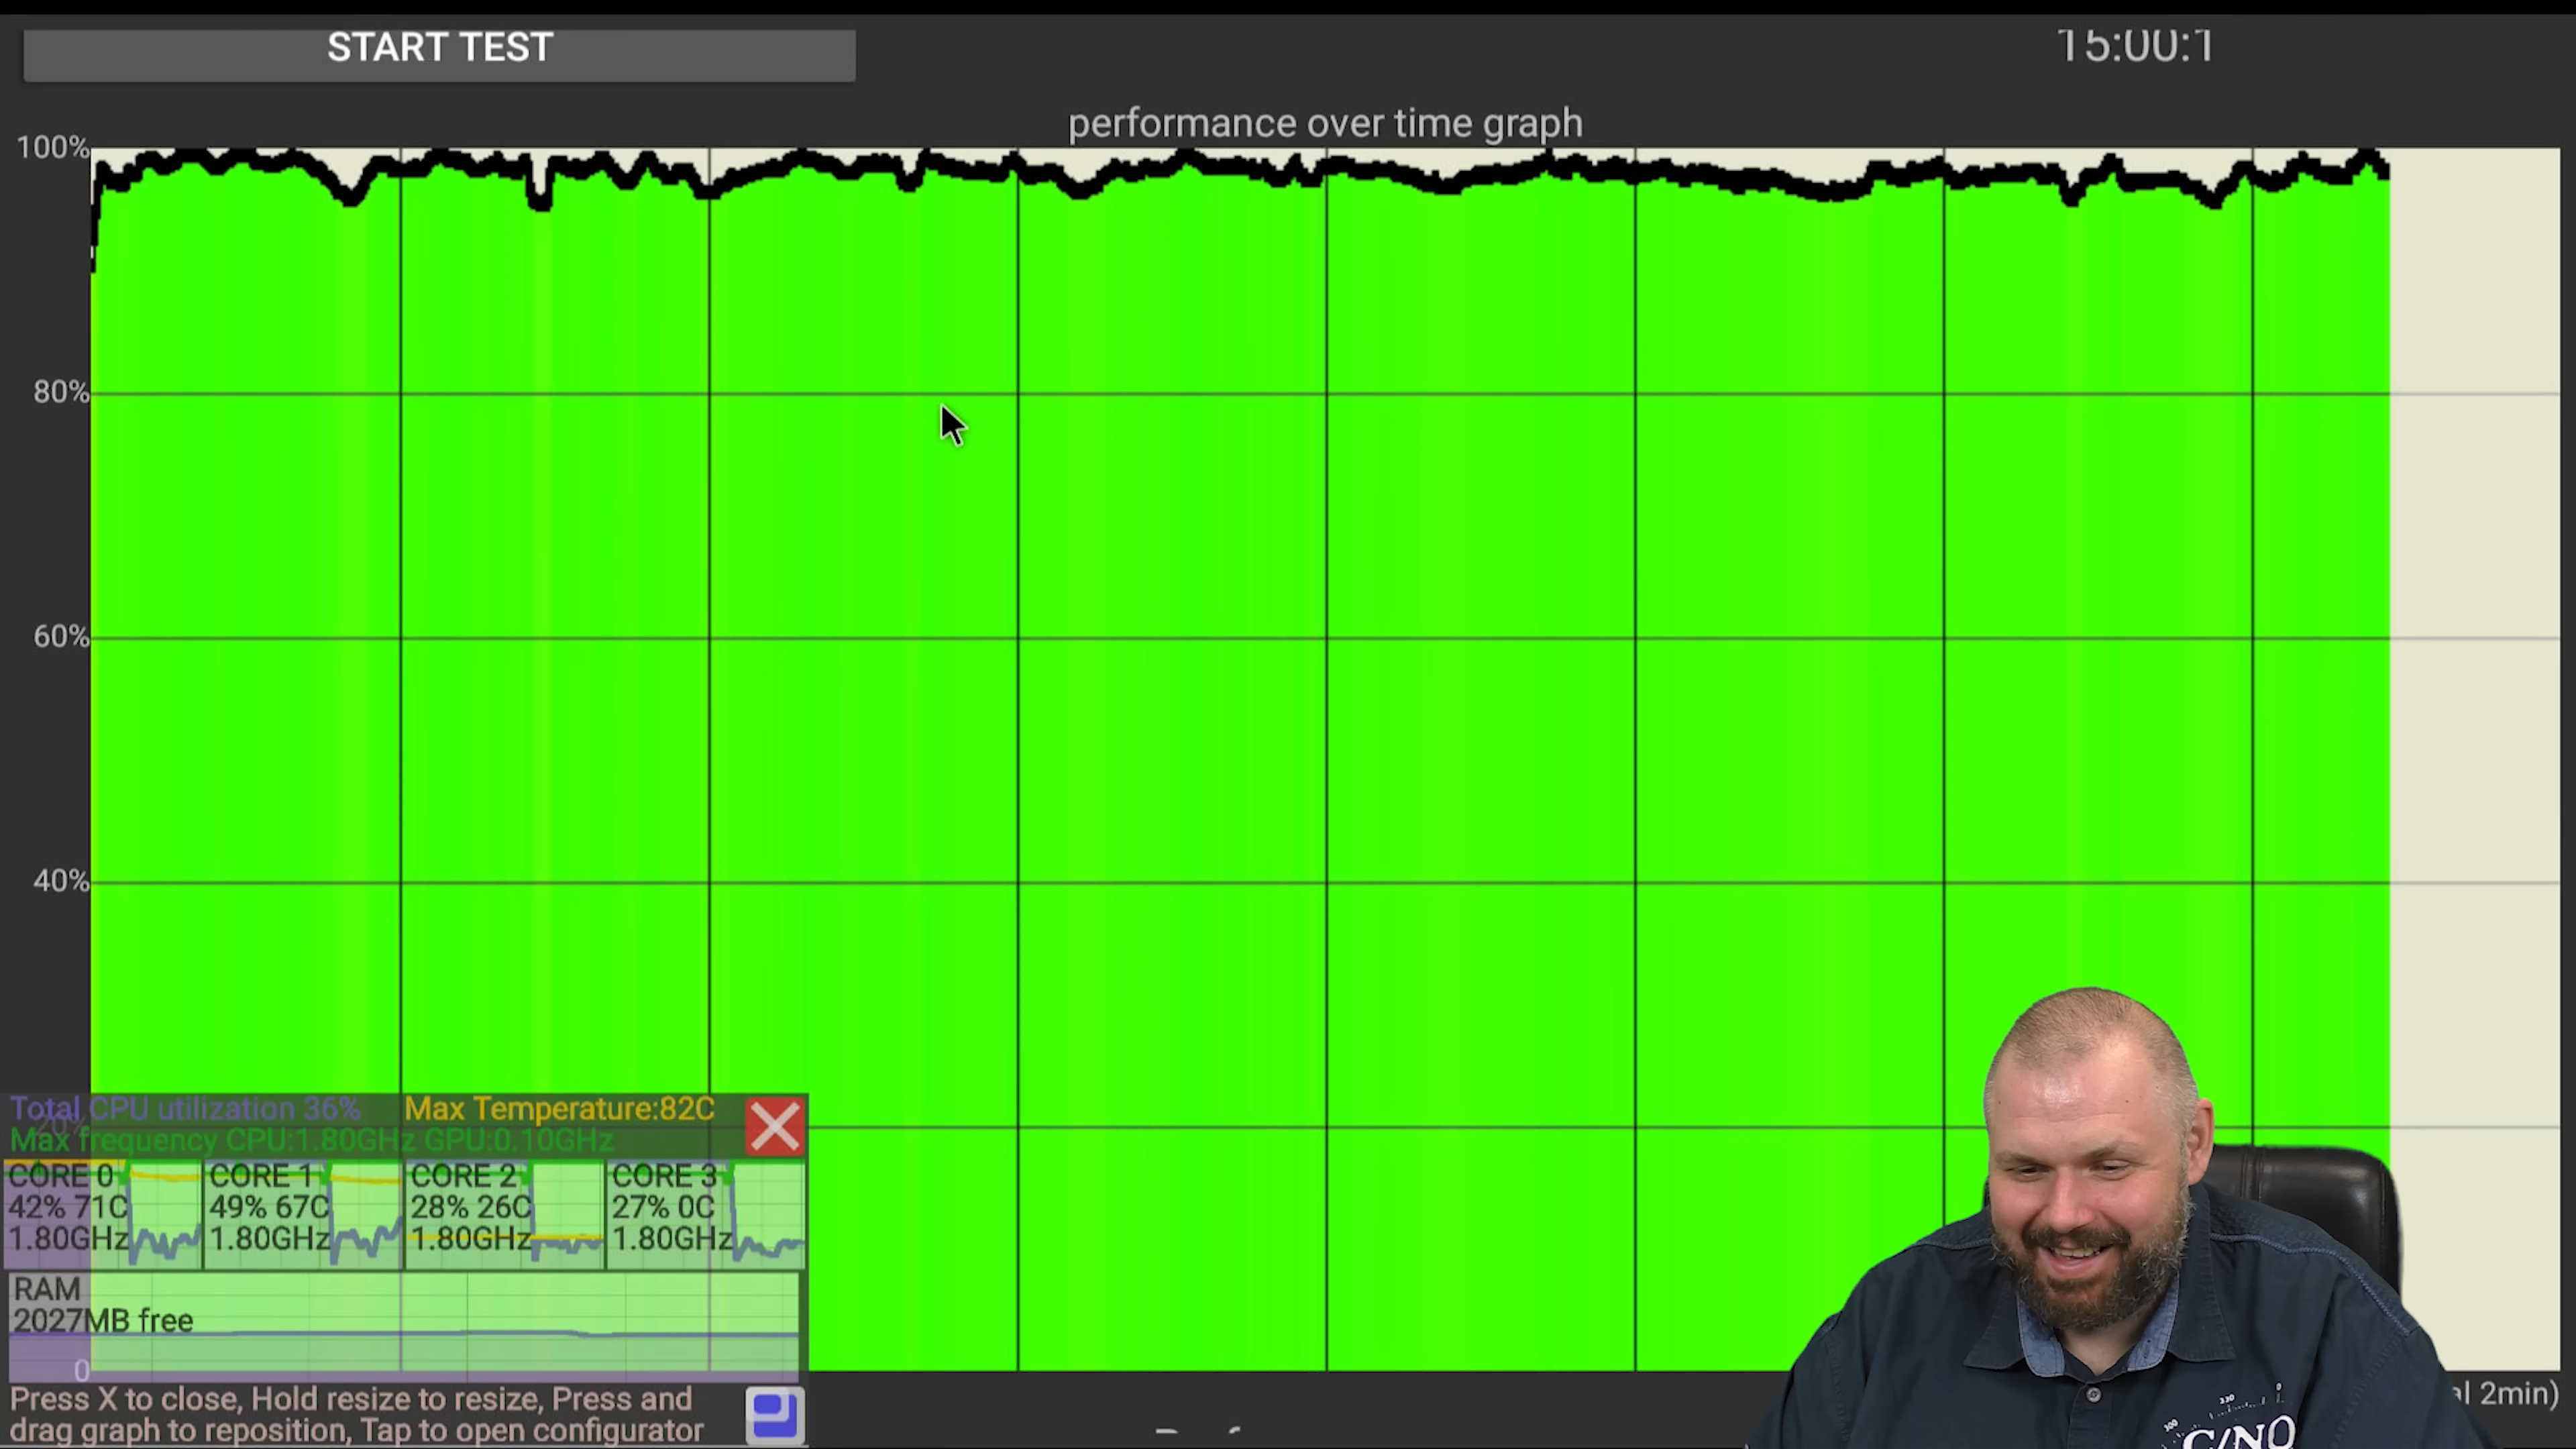 START TEST
15:00:1
performance over time graph
100%
80%
60%
40%
20%
Total CPU utilization 36%
Max Temperature:82C
Max frequency CPU:1.80GHz GPU:0.10GHz
CORE 0
42% 71C
1.80GHz
CORE 1
49% 67C
1.80GHz
CORE 2
28% 26C
1.80GHz
CORE 3
27% 0C
1.80GHz
RAM
2027MB free
0
Press X to close, Hold resize to resize, Press and
drag graph to reposition, Tap to open configurator
2min)